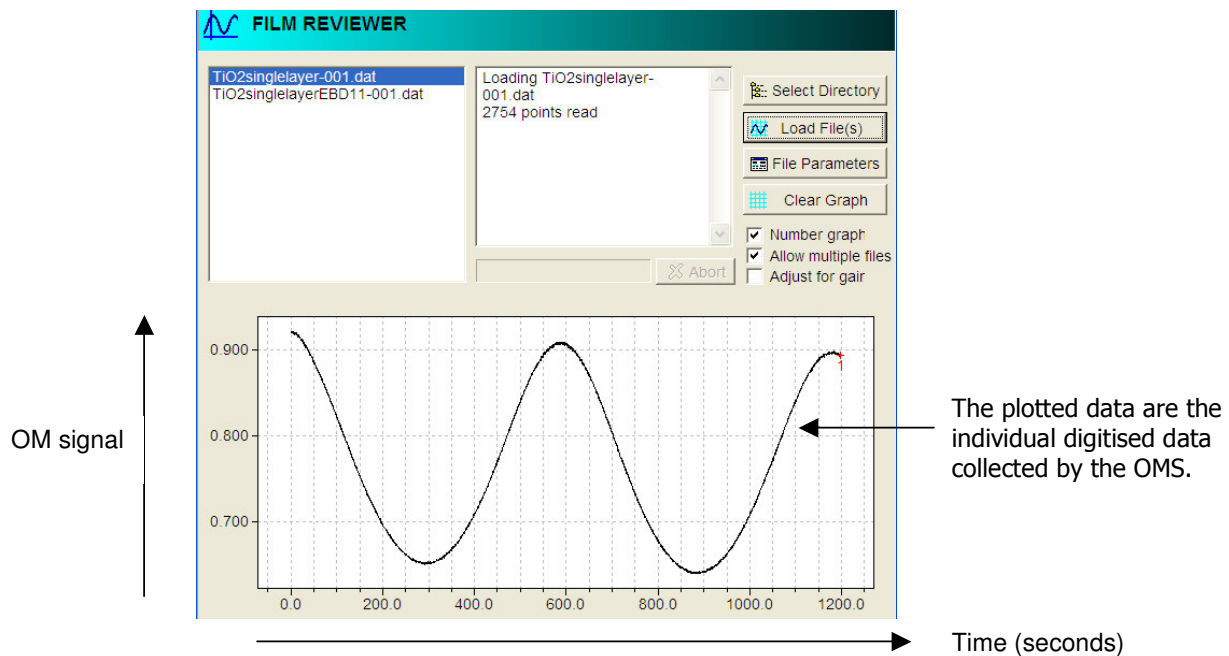 FILM REVIEWER
TiO2singlelayer-001.dat
TiO2singlelayerEBD11-001.dat
Loading TiO2singlelayer-
001.dat
2754 points read
Select Directory
Load File(s)
File Parameters
Clear Graph
Number graph
Allow multiple files
Adjust for gair
Abort
OM signal
0.900
0.800
0.700
1
0.0 200.0 400.0 600.0 800.0 1000.0 1200.0
The plotted data are the
individual digitised data
collected by the OMS.
Time (seconds)